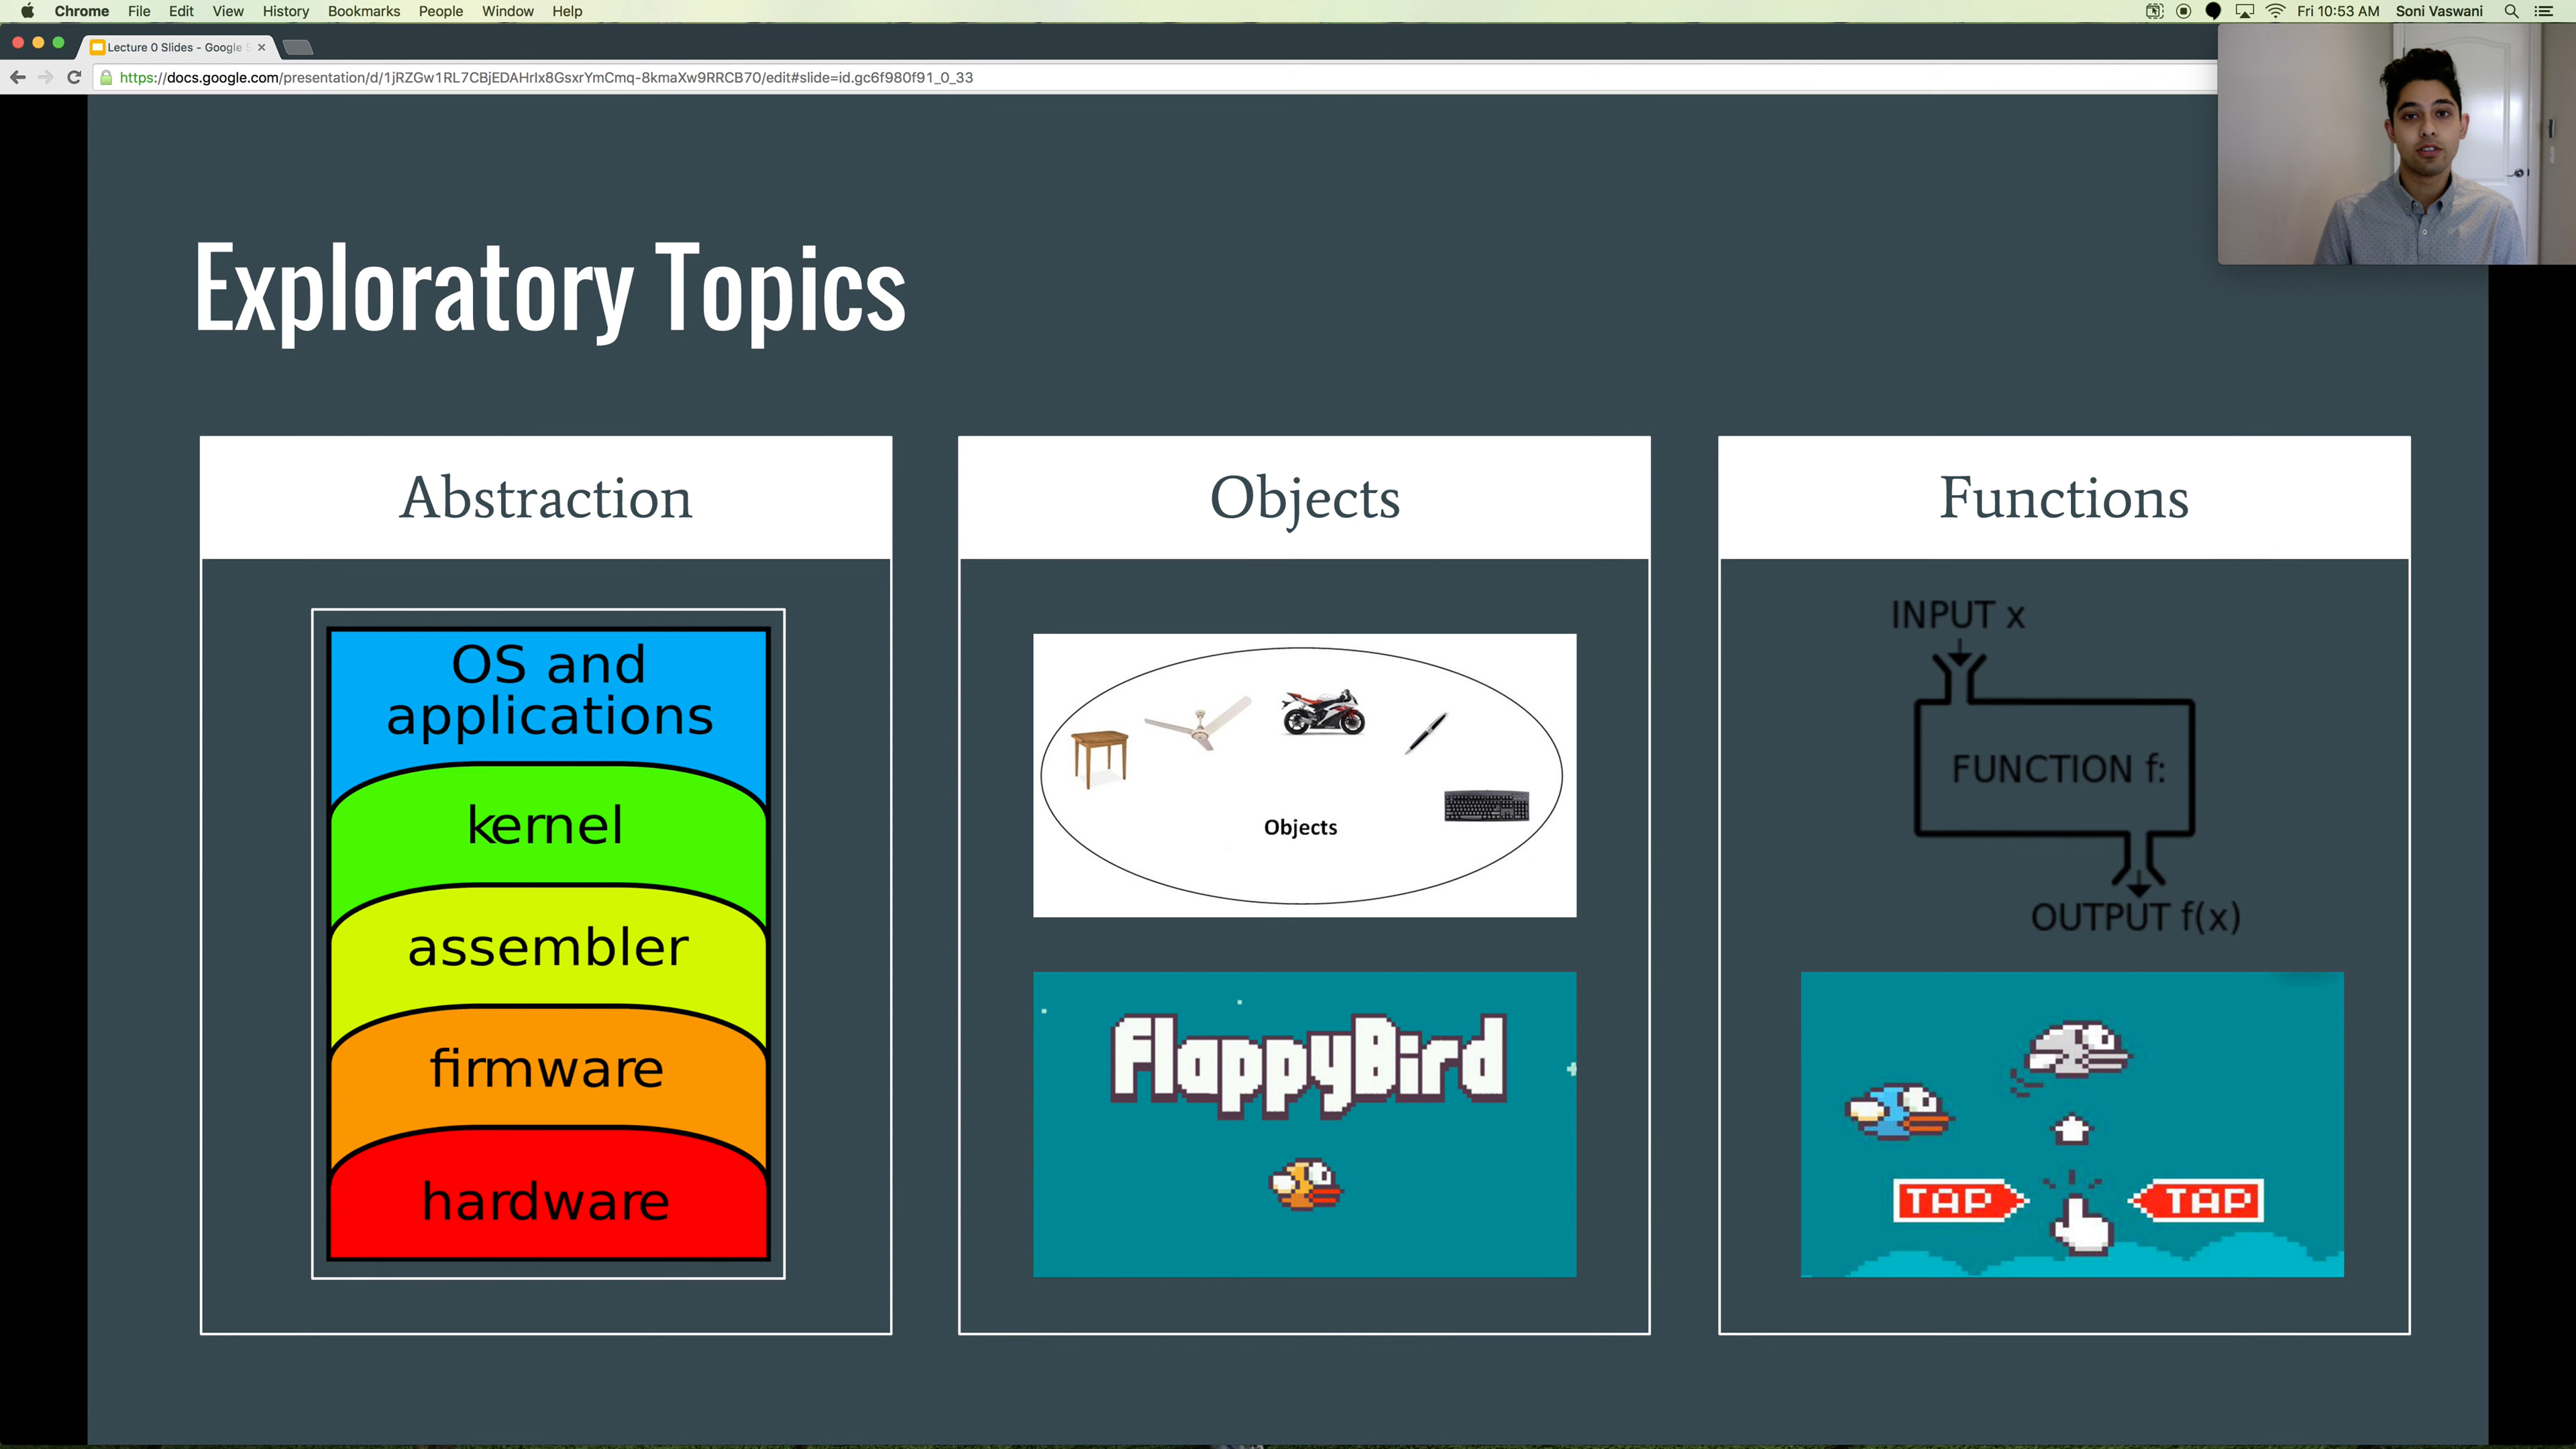 Chrome File Edit View History Bookmarks People Window Help Fri 10:53 AM Soni Vaswani
Lecture 0 Slides - Google S
https://docs.google.com/presentation/d/1jRZGw1RL7CBjEDAHrIx8GsxrYmCmq-8kmaXw9RRCB70/edit#slide=id.gc6f980f91_0_33
Exploratory Topics
Abstraction
OS and
applications
kernel
assembler
firmware
hardware
Objects
Objects
FlappyBird
Functions
INPUT x
FUNCTION f:
OUTPUT f(x)
TAP TAP